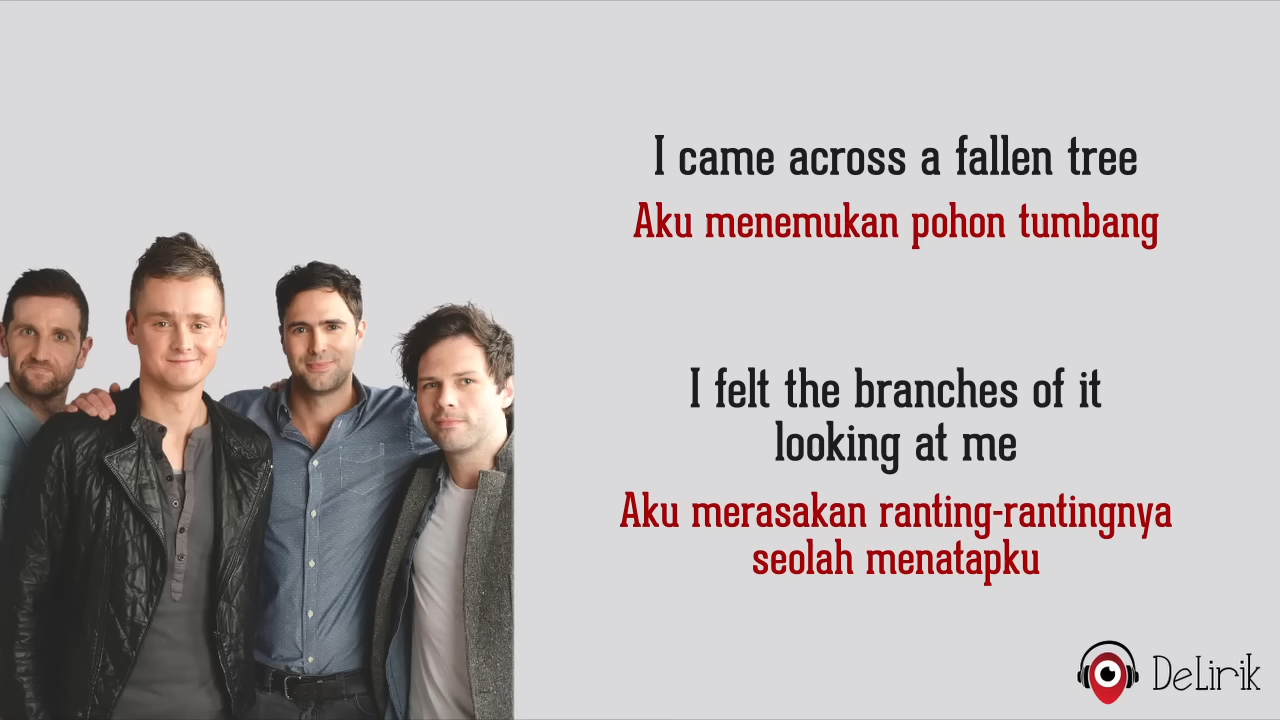 I came across a fallen tree
Aku menemukan pohon tumbang
I felt the branches of it
looking at me
Aku merasakan ranting-rantingnya
seolah menatapku
DeLirik